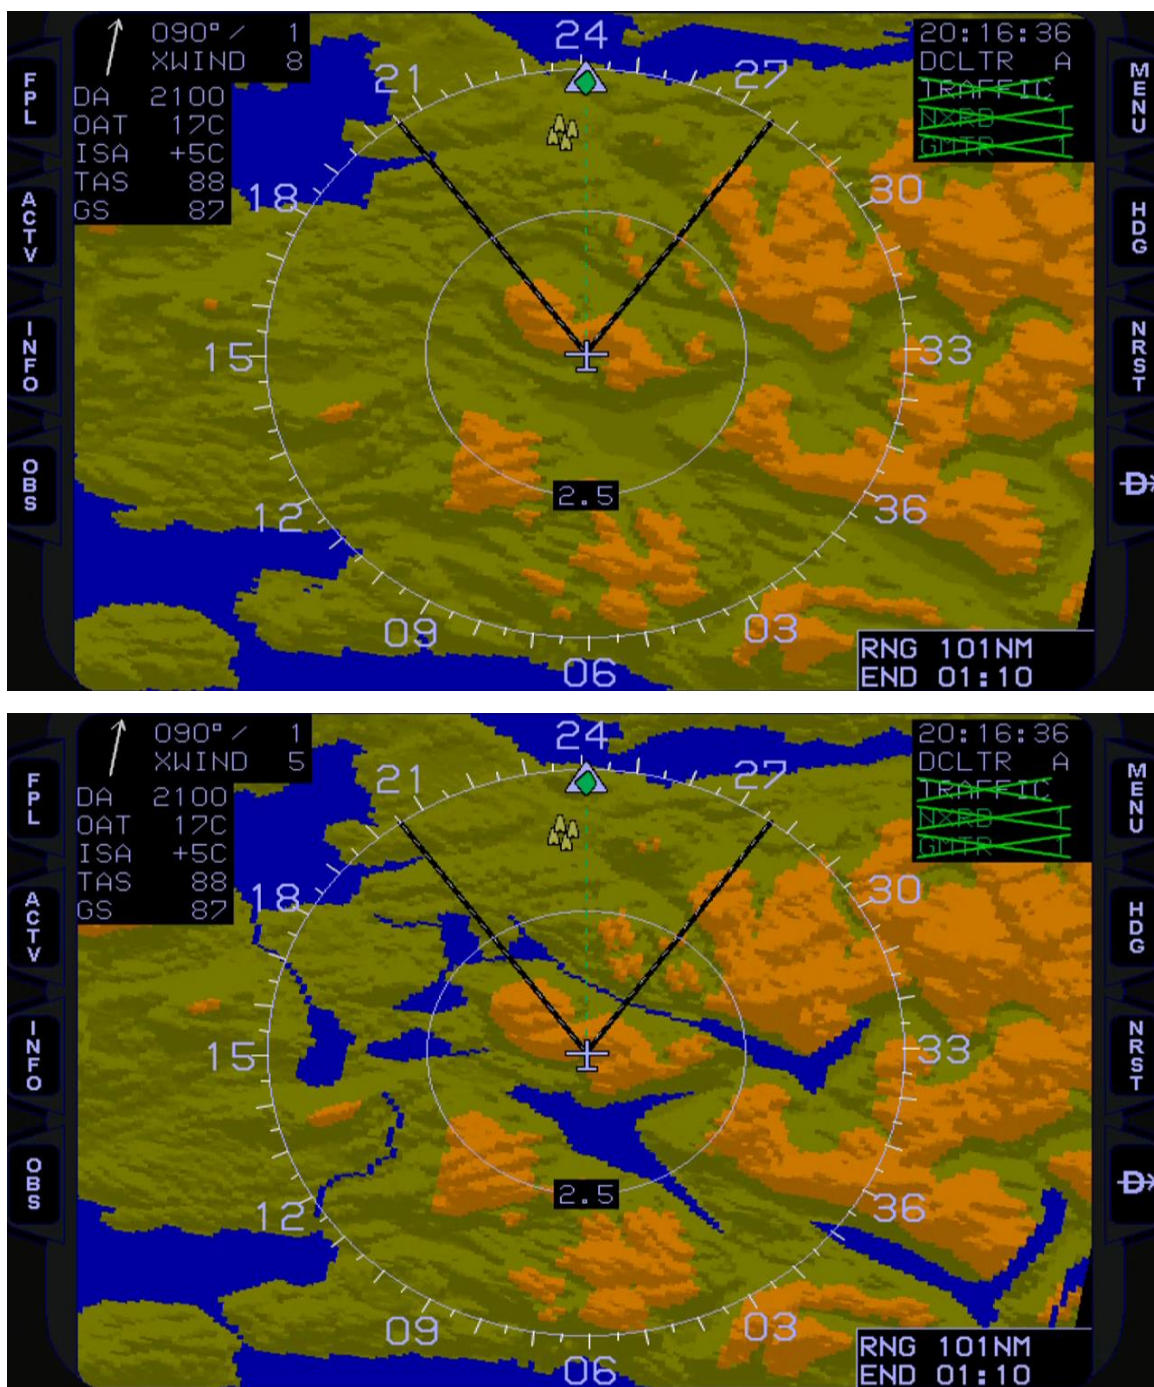 090° / 1
XWIND 8
DA 2100
OAT 17C
ISA +5C
TAS 88
GS 87
20:16:36
DCLTR A
TRAFFIC
NXRD I
GMTR I
FPL
ACTV
INFO
OBS
MENU
HDG
NRST
D
24
21
27
18
30
15
33
12
36
09
03
06
2.5
RNG 101NM
END 01:10
090° / 1
XWIND 5
DA 2100
OAT 17C
ISA +5C
TAS 88
GS 87
20:16:36
DCLTR A
TRAFFIC
NXRD I
GMTR I
FPL
ACTV
INFO
OBS
MENU
HDG
NRST
D
24
21
27
18
30
15
33
12
36
09
03
06
2.5
RNG 101NM
END 01:10